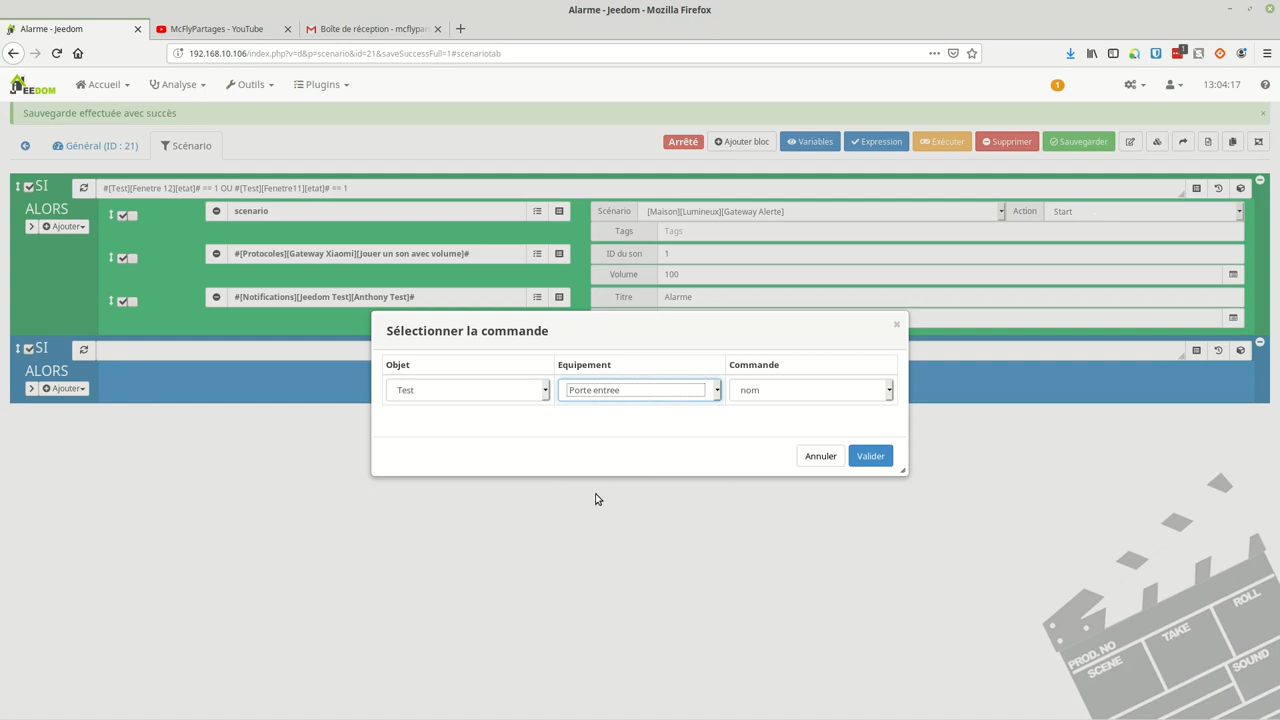 Alarme - Jeedom - Mozilla Firefox
Alarme - Jeedom
McFlyPartages - YouTube
Boîte de réception - mcflypar
192.168.10.106/index.php?v=d&p=scenario&id=21&saveSuccessFull=1#scenariotab
1
JEEDOM
Accueil
Analyse
Outils
Plugins
1
13:04:17
Sauvegarde effectuée avec succès
Général (ID : 21)
Scénario
Arrêté
Ajouter bloc
Variables
Expression
Exécuter
Supprimer
Sauvegarder
SI
#[Test][Fenetre 12][etat]# == 1 OU #[Test][Fenetre11][etat]# == 1
ALORS
Ajouter
scenario
Scénario
[Maison][Lumineux][Gateway Alerte]
Action
Start
Tags
Tags
#[Protocoles][Gateway Xiaomi][Jouer un son avec volume]#
ID du son
1
Volume
100
#[Notifications][Jeedom Test][Anthony Test]#
Titre
Alarme
SI
ALORS
Ajouter
Sélectionner la commande
Objet
Equipement
Commande
Test
Porte entree
nom
Annuler
Valider
PROD. NO
SCENE
TAKE
ROLL
SOUND